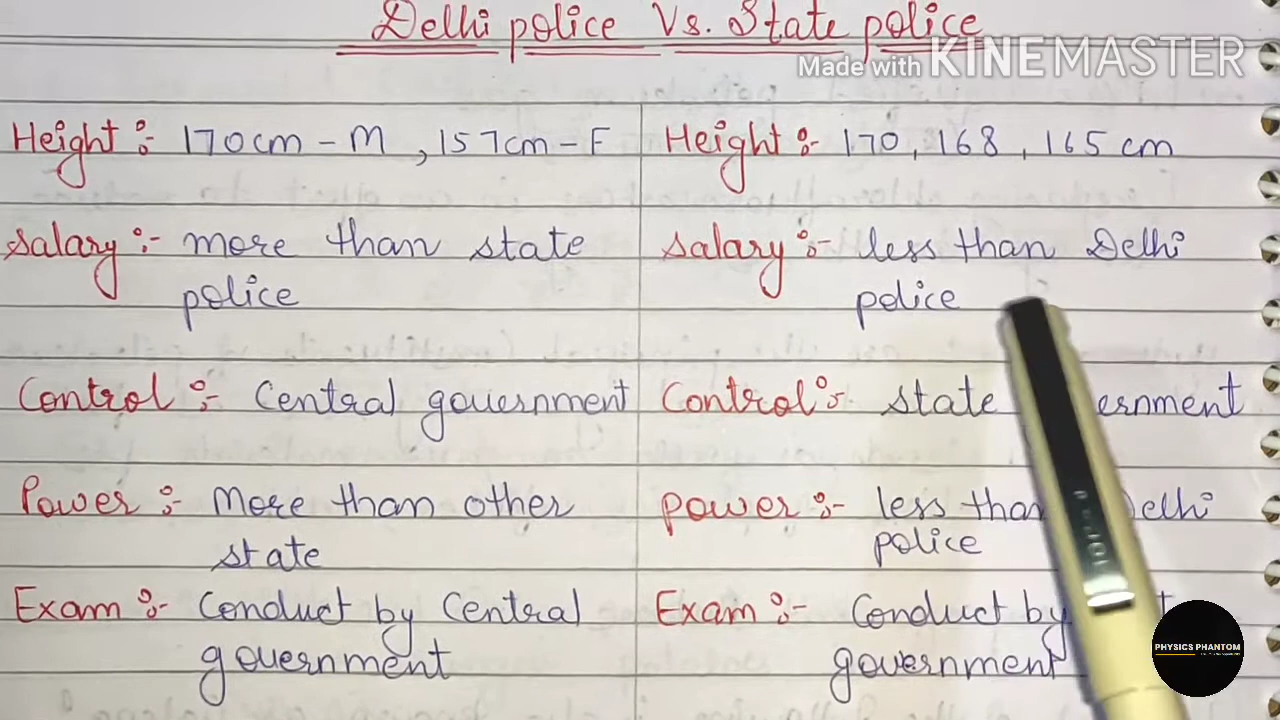 Delhi police Vs. State police
Made with KINEMASTER
Height :- 170cm - M , 157cm - F
Height :- 170, 168, 165 cm
Salary :- more than state
police
Salary :- less than Delhi
police
Control :- Central government
Control :- state ernment
Power :- More than other
state
power :- less than Delhi
police
Exam :- Conduct by Central
government
Exam :- Conduct by
government
PHYSICS PHANTOM